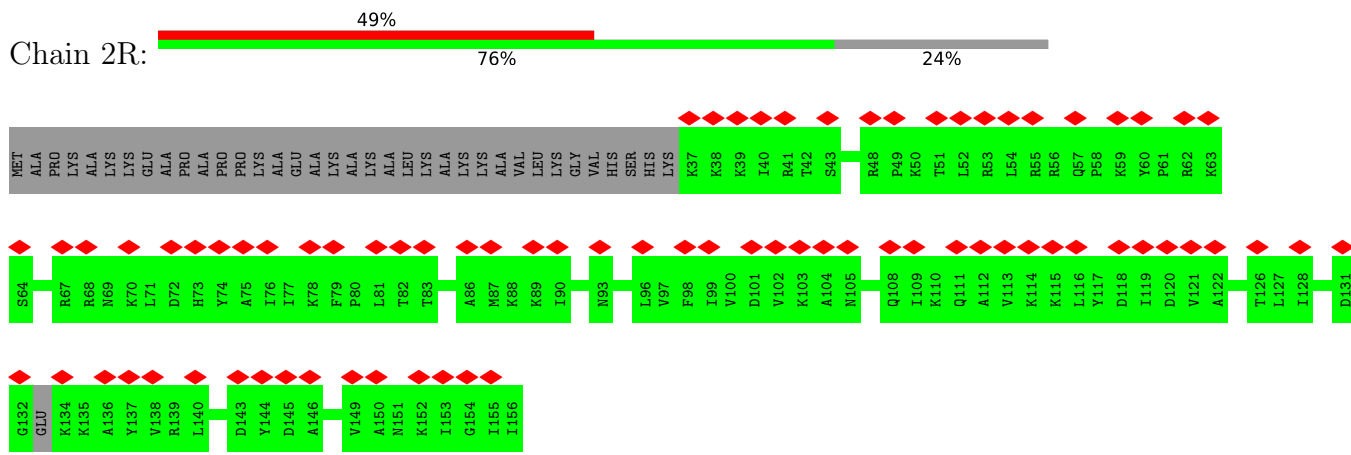 49%
Chain 2R:
76% 24%
MET ALA PRO LYS ALA LYS LYS GLU ALA PRO ALA PRO PRO LYS ALA GLU ALA LYS ALA LYS ALA LEU LYS ALA LYS LYS ALA VAL LEU LYS GLY VAL HIS SER HIS LYS K37 K38 K39 I40 R41 T42 S43 R48 P49 K50 T51 L52 R53 L54 R55 R56 Q57 P58 K59 Y60 P61 R62 K63
S64 R67 R68 N69 K70 L71 D72 H73 Y74 A75 I76 I77 K78 F79 P80 L81 T82 T83 A86 M87 K88 K89 I90 N93 L96 V97 F98 I99 V100 D101 V102 K103 A104 N105 Q108 I109 K110 Q111 A112 V113 K114 K115 L116 Y117 D118 I119 D120 V121 A122 T126 L127 I128 D131
G132 GLU K134 K135 A136 Y137 V138 R139 L140 D143 Y144 D145 A146 V149 A150 N151 K152 I153 G154 I155 I156